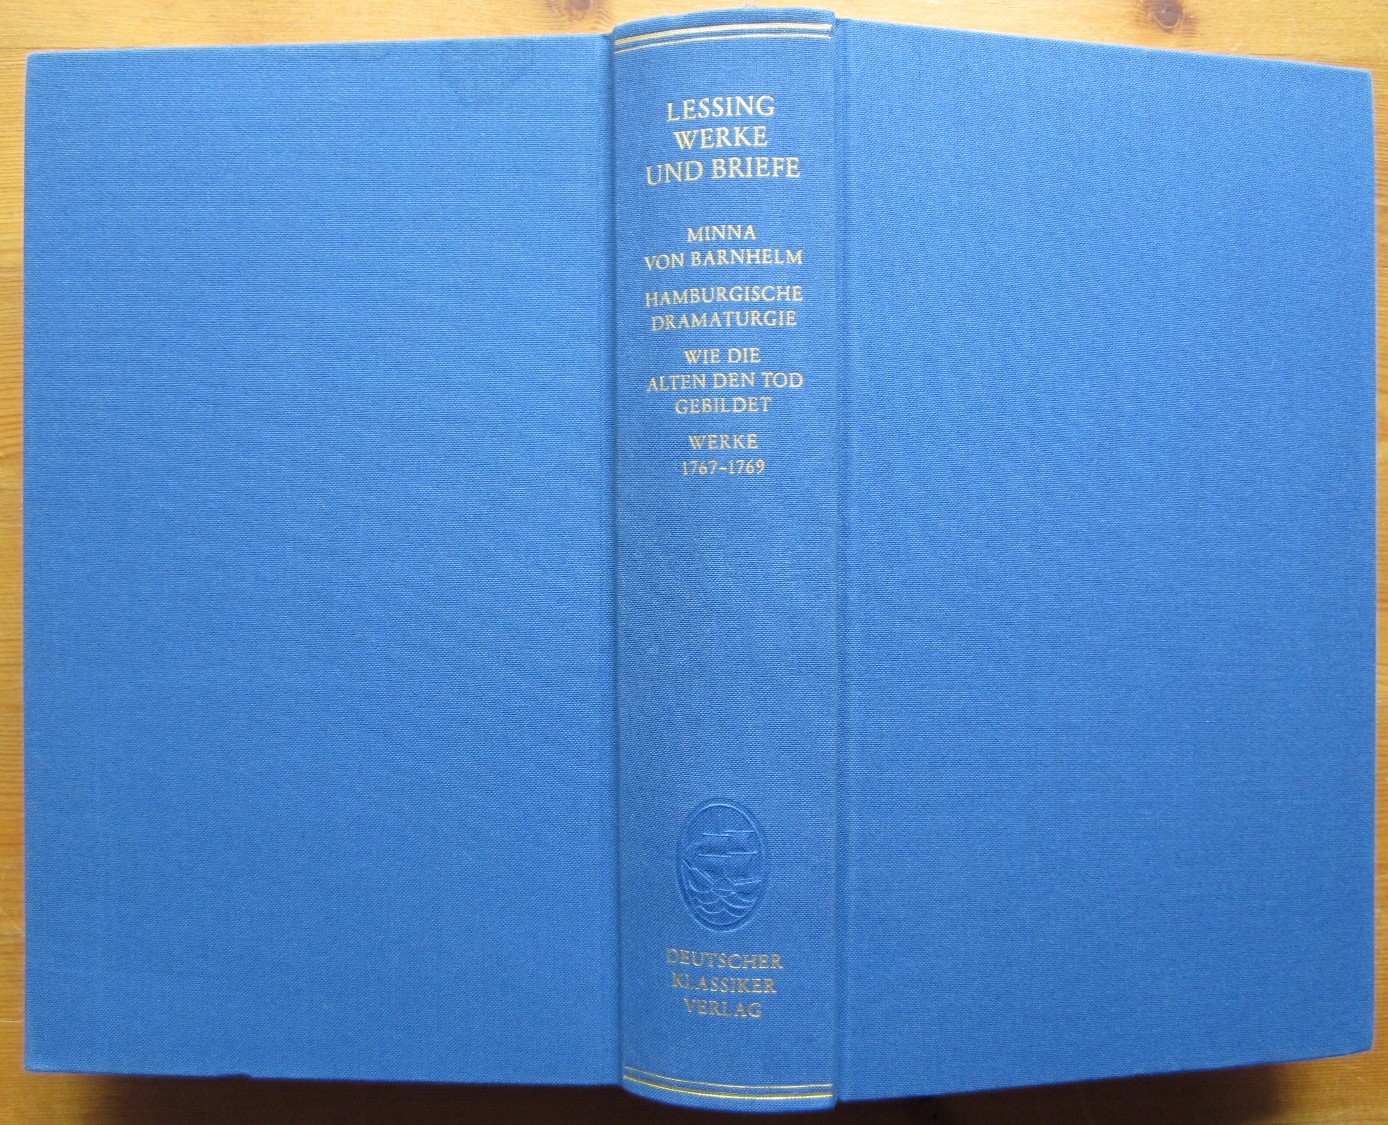 LESSING
WERKE
UND BRIEFE
MINNA
VON BARNHELM
HAMBURGISCHE
DRAMATURGIE
WIE DIE
ALTEN DEN TOD
GEBILDET
WERKE
1767-1769
DEUTSCHER
KLASSIKER
VERLAG